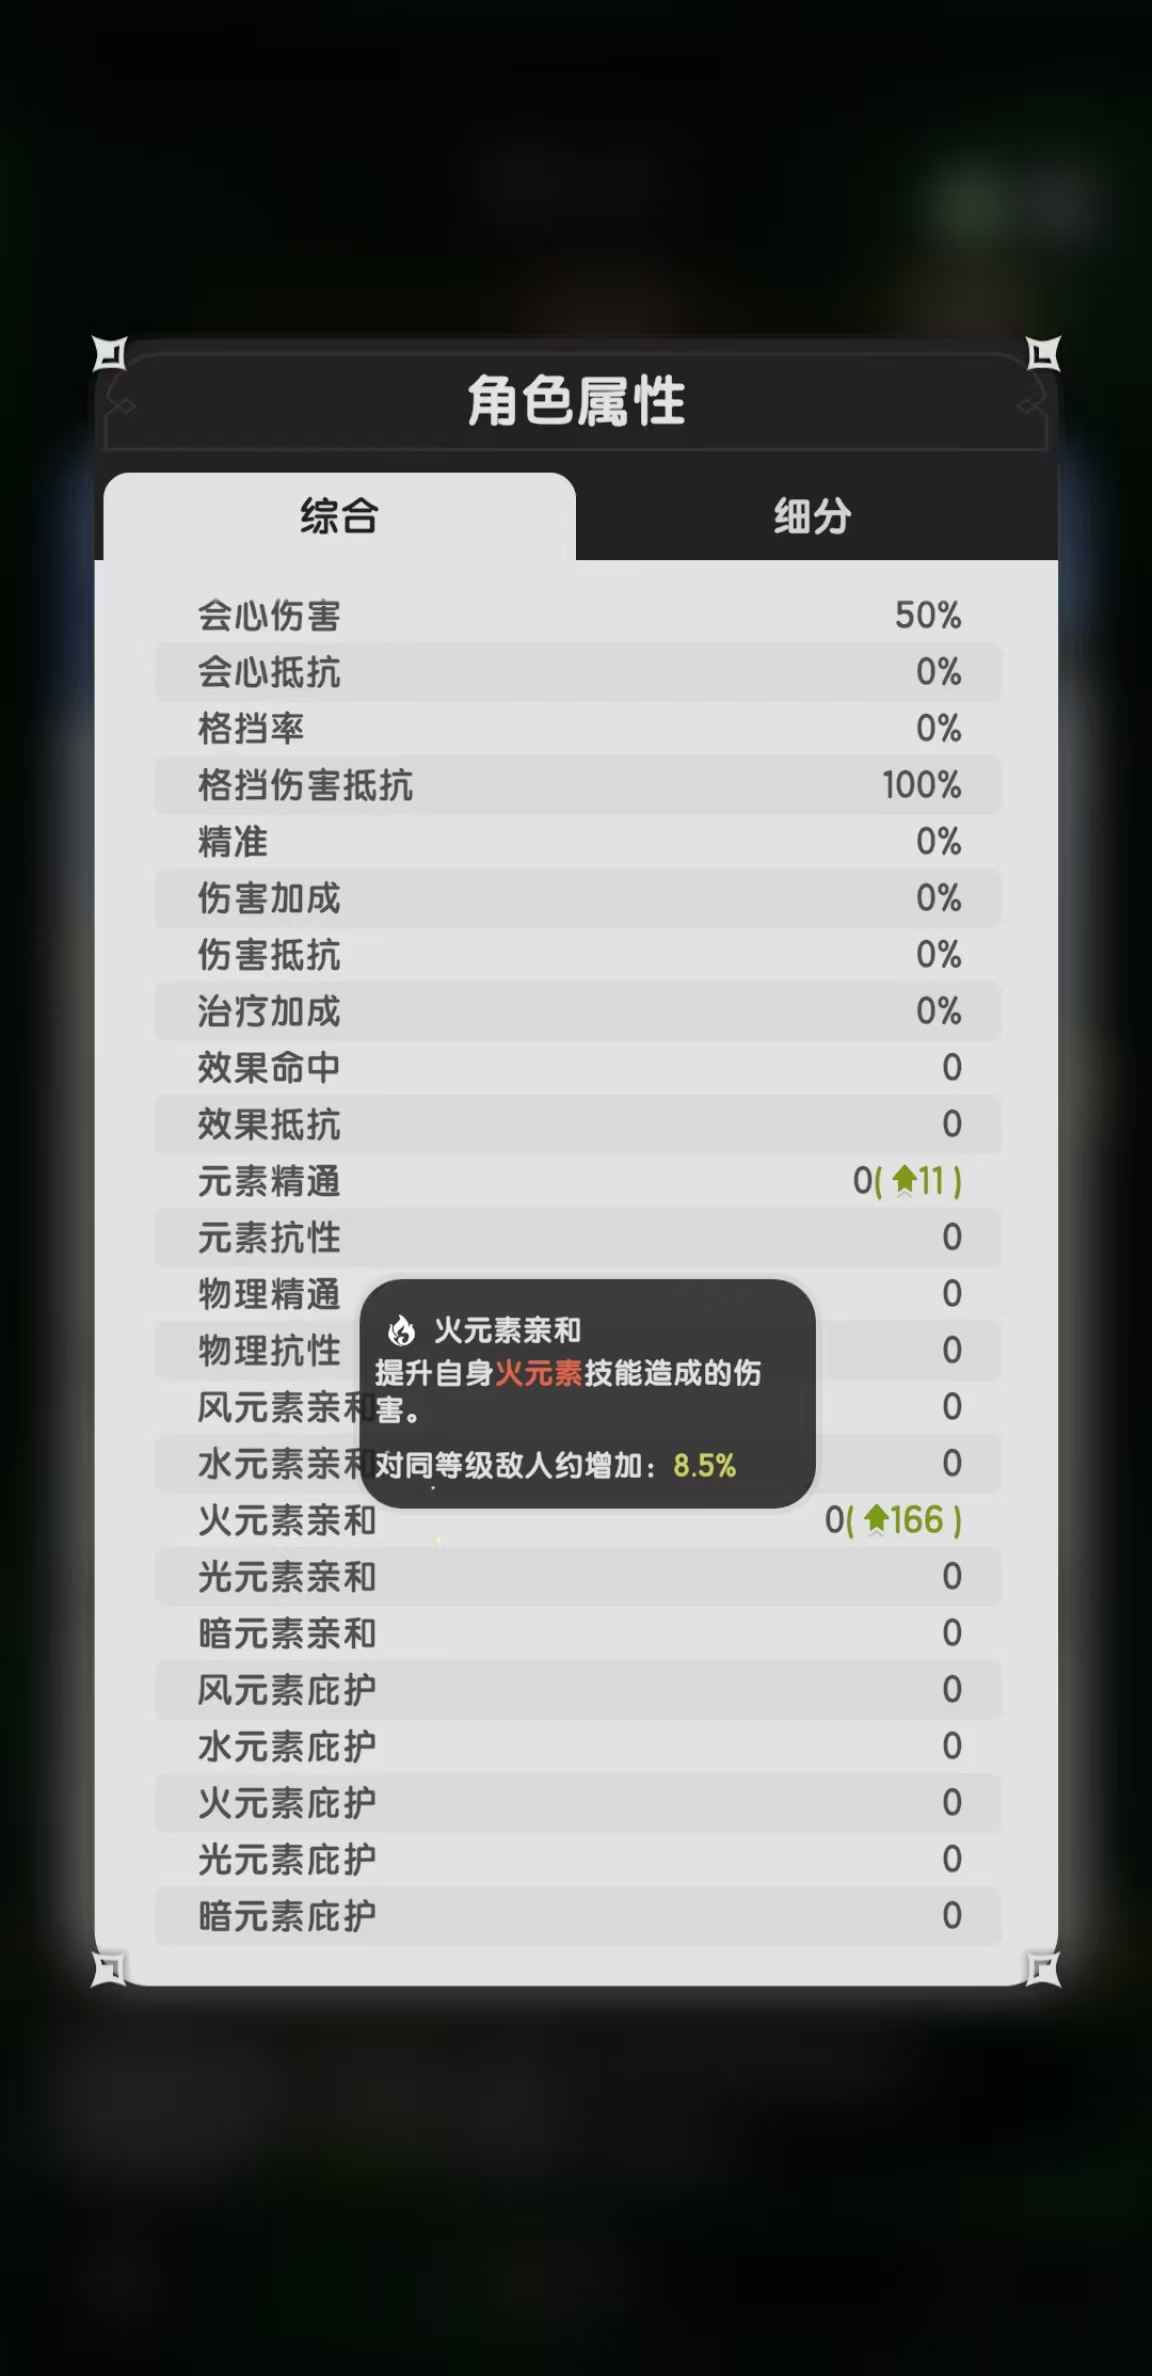 角色属性
综合 细分
会心伤害 50%
会心抵抗 0%
格挡率 0%
格挡伤害抵抗 100%
精准 0%
伤害加成 0%
伤害抵抗 0%
治疗加成 0%
效果命中 0
效果抵抗 0
元素精通 0(11)
元素抗性 0
物理精通 0
物理抗性 0
风元素亲和 0
水元素亲和 0
火元素亲和
提升自身火元素技能造成的伤
害。
对同等级敌人约增加：8.5%
火元素亲和 0(166)
光元素亲和 0
暗元素亲和 0
风元素庇护 0
水元素庇护 0
火元素庇护 0
光元素庇护 0
暗元素庇护 0